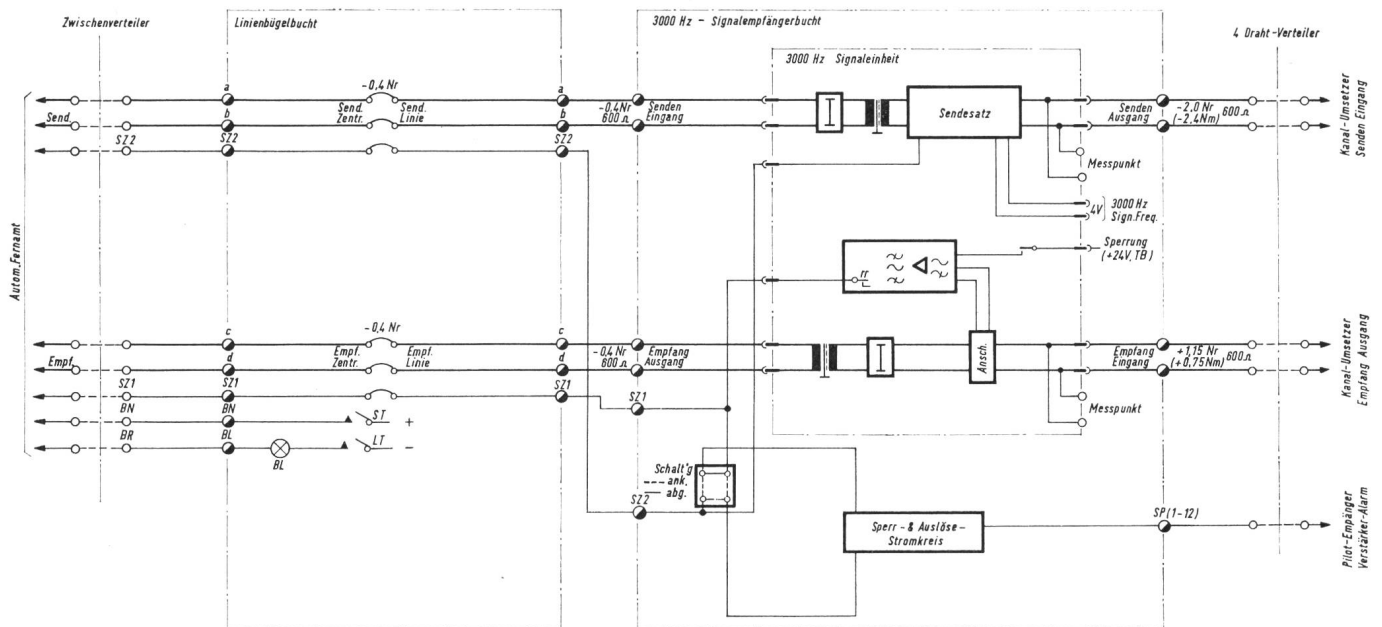 Zwischenverteiler
Linienbügelbucht
3000 Hz - Signalempfängerbucht
4 Draht-Verteiler
3000 Hz Signaleinheit
a
-0,4 Nr
a
Send.
Zentr.
Send.
Linie
-0,4 Nr
600 Ω
Senden
Eingang
Sendesatz
Senden
Ausgang
-2,0 Nr
(-2,4Nm)
600 Ω
Kanal-Umsetzer
Senden Eingang
Send.
b
b
SZ2
SZ2
SZ2
Messpunkt
4V
3000 Hz
Sign.Freq.
Sperrung
(+24V, TB)
rr
Autom. Fernamt
c
-0,4 Nr
c
Empf.
Zentr.
Empf.
Linie
-0,4 Nr
600 Ω
Empfang
Ausgang
Ansch.
Empfang
Eingang
+1,15 Nr
(+0,75Nm)
600 Ω
Kanal-Umsetzer
Empfang Ausgang
Empf.
d
d
SZ1
SZ1
SZ1
SZ1
BN
BN
ST
+
Messpunkt
BR
BL
LT
-
BL
Schalt'g
--- ank.
— abg.
SZ2
Sperr- & Auslöse-
Stromkreis
SP(1-12)
Pilot-Empänger
Verstärker-Alarm